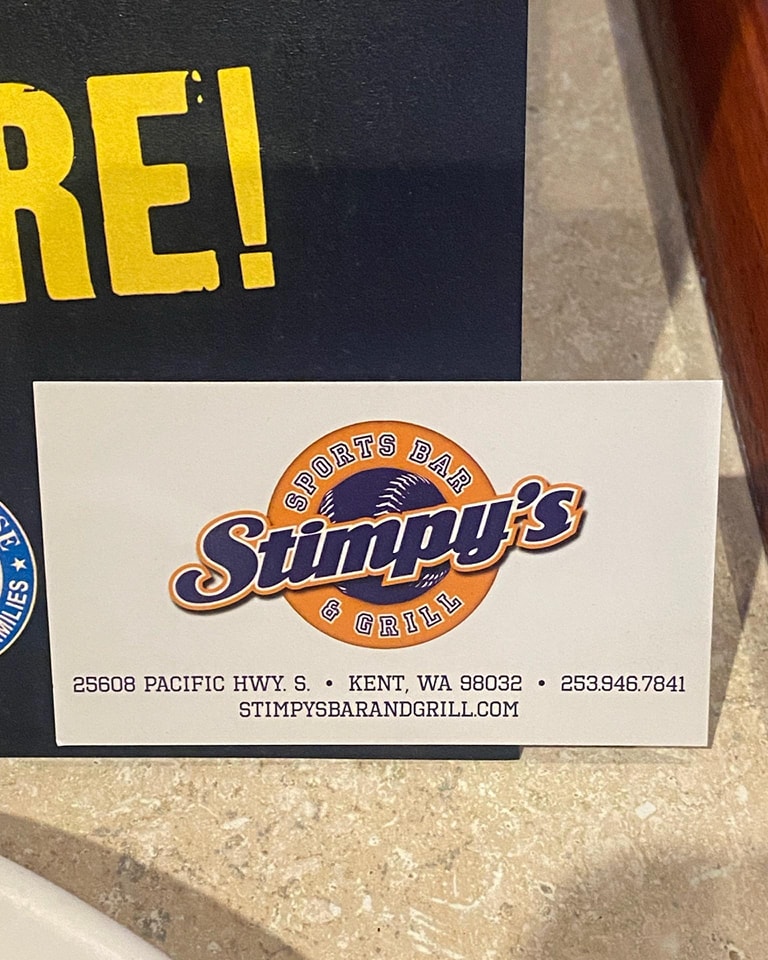 RE!
SPORTS BAR
Stimpy's
& GRILL
25608 PACIFIC HWY. S. • KENT, WA 98032 • 253.946.7841
STIMPYSBARANDGRILL.COM